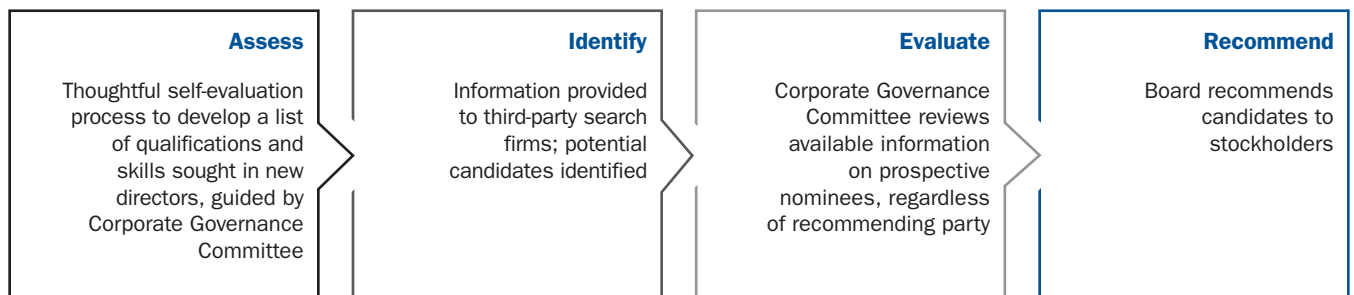 Assess
Thoughtful self-evaluation
process to develop a list
of qualifications and
skills sought in new
directors, guided by
Corporate Governance
Committee
Identify
Information provided
to third-party search
firms; potential
candidates identified
Evaluate
Corporate Governance
Committee reviews
available information
on prospective
nominees, regardless
of recommending party
Recommend
Board recommends
candidates to
stockholders